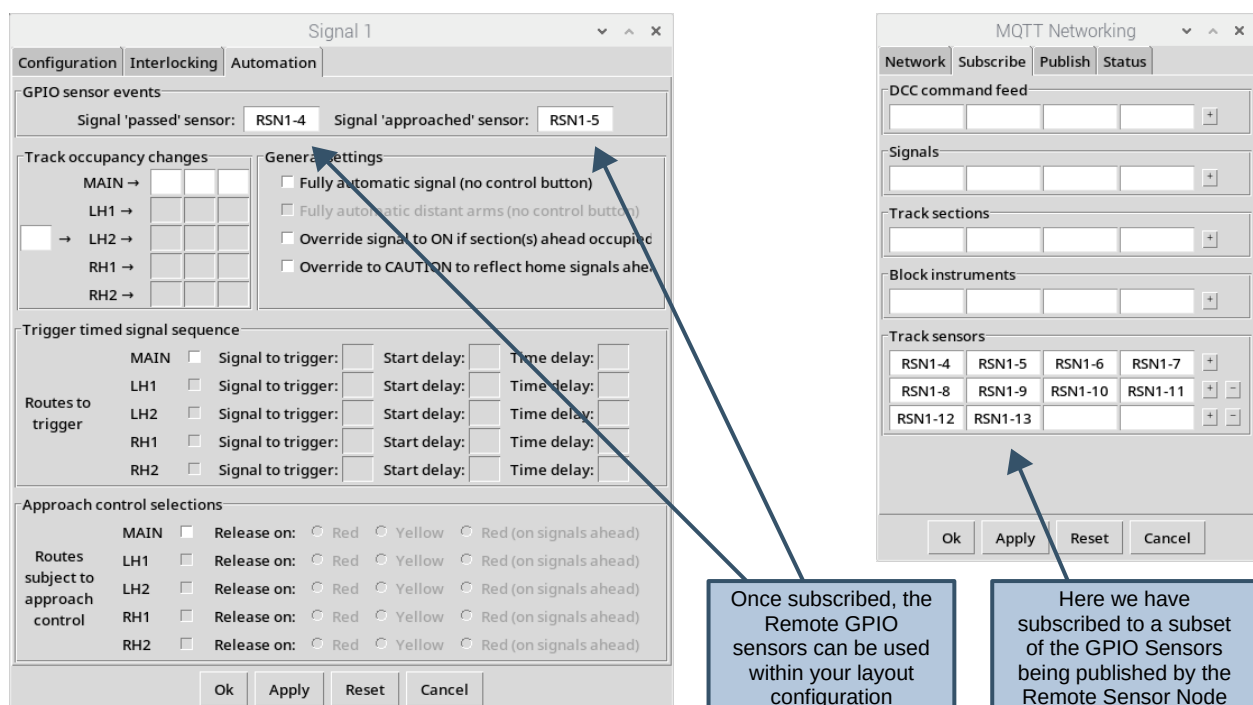 Signal 1
Configuration Interlocking Automation
GPIO sensor events
Signal 'passed' sensor: RSN1-4 Signal 'approached' sensor: RSN1-5
Track occupancy changes
MAIN →
LH1 →
→ LH2 →
RH1 →
RH2 →
General settings
Fully automatic signal (no control button)
Fully automatic distant arms (no control button)
Override signal to ON if section(s) ahead occupied
Override to CAUTION to reflect home signals ahe
Trigger timed signal sequence
Routes to
trigger
MAIN Signal to trigger: Start delay: Time delay:
LH1 Signal to trigger: Start delay: Time delay:
LH2 Signal to trigger: Start delay: Time delay:
RH1 Signal to trigger: Start delay: Time delay:
RH2 Signal to trigger: Start delay: Time delay:
Approach control selections
Routes
subject to
approach
control
MAIN Release on: Red Yellow Red (on signals ahead)
LH1 Release on: Red Yellow Red (on signals ahead)
LH2 Release on: Red Yellow Red (on signals ahead)
RH1 Release on: Red Yellow Red (on signals ahead)
RH2 Release on: Red Yellow Red (on signals ahead)
Ok Apply Reset Cancel
MQTT Networking
Network Subscribe Publish Status
DCC command feed
+
Signals
+
Track sections
+
Block instruments
+
Track sensors
RSN1-4 RSN1-5 RSN1-6 RSN1-7 +
RSN1-8 RSN1-9 RSN1-10 RSN1-11 + −
RSN1-12 RSN1-13 + −
Ok Apply Reset Cancel
Once subscribed, the
Remote GPIO
sensors can be used
within your layout
configuration
Here we have
subscribed to a subset
of the GPIO Sensors
being published by the
Remote Sensor Node